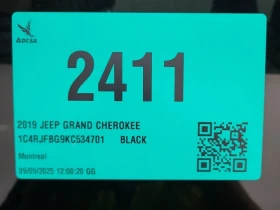 ADESA
2411
2019 JEEP GRAND CHEROKEE
1C4RJFBG9KC534701 BLACK
Montreal
09/09/2025 12:00:20 GG